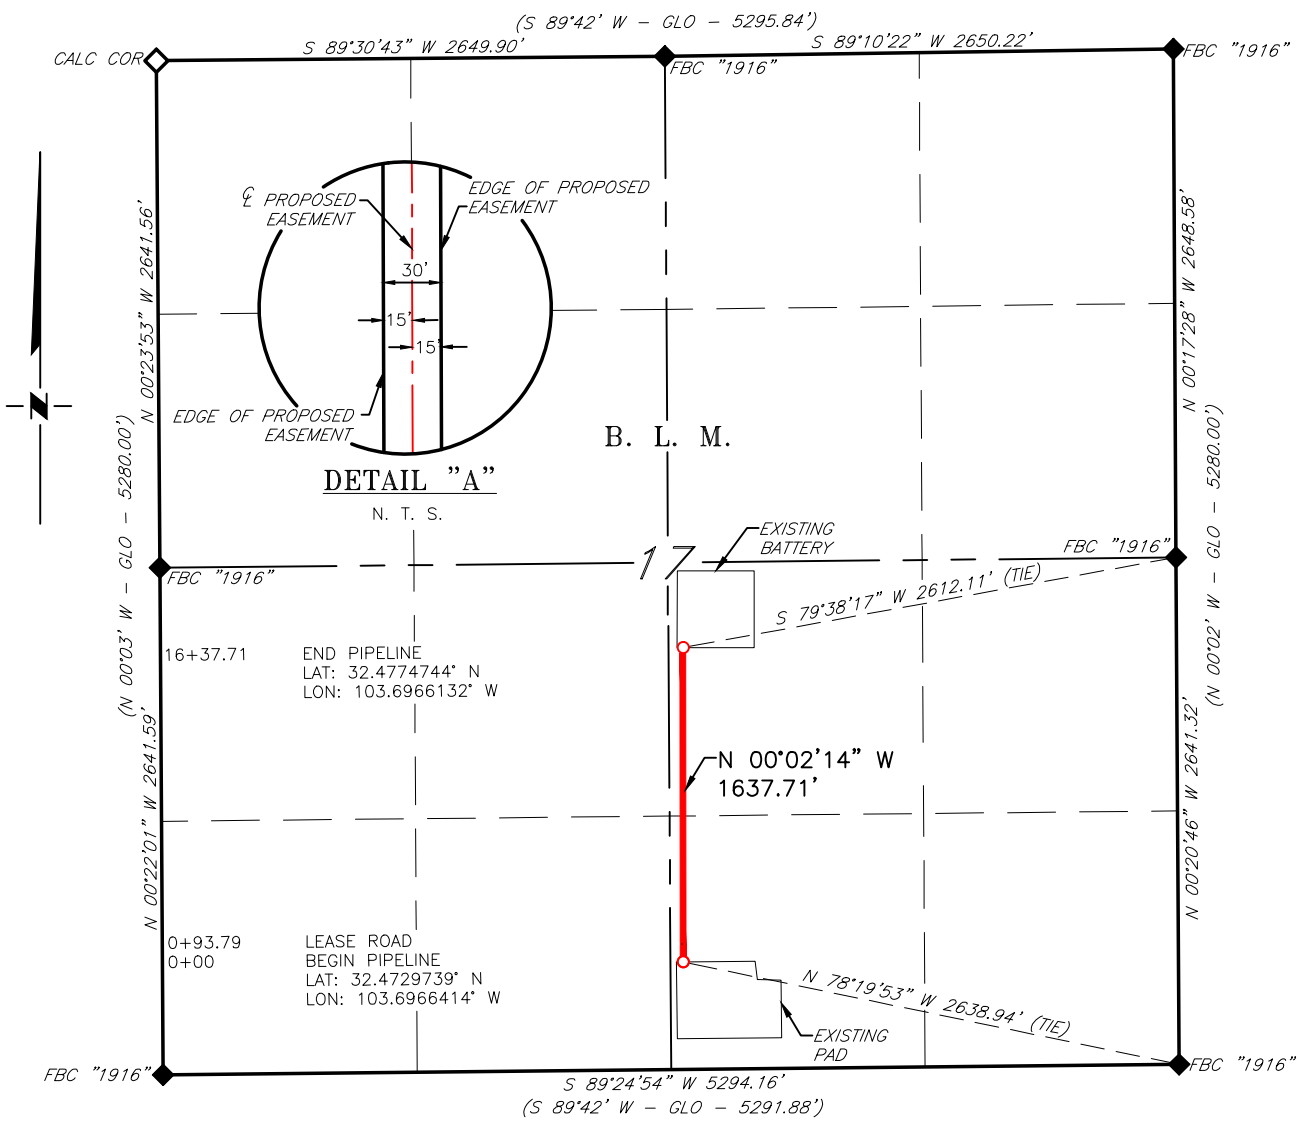 (S 89°42' W - GLO - 5295.84')
S 89°30'43" W 2649.90'
S 89°10'22" W 2650.22'
CALC COR
FBC "1916"
FBC "1916"
℄ PROPOSED
EASEMENT
EDGE OF PROPOSED
EASEMENT
30'
15'
15'
EDGE OF PROPOSED
EASEMENT
DETAIL "A"
N. T. S.
N 00°23'53" W 2641.56'
N 00°17'28" W 2648.58'
(N 00°03' W - GLO - 5280.00')
(N 00°02' W - GLO - 5280.00')
N
B. L. M.
EXISTING
BATTERY
17
FBC "1916"
FBC "1916"
S 79°38'17" W 2612.11' (TIE)
16+37.71 END PIPELINE
LAT: 32.4774744° N
LON: 103.6966132° W
N 00°02'14" W
1637.71'
N 00°22'01" W 2641.59'
N 00°20'46" W 2641.32'
0+93.79 LEASE ROAD
0+00 BEGIN PIPELINE
LAT: 32.4729739° N
LON: 103.6966414° W
N 78°19'53" W 2638.94' (TIE)
EXISTING
PAD
FBC "1916"
FBC "1916"
S 89°24'54" W 5294.16'
(S 89°42' W - GLO - 5291.88')